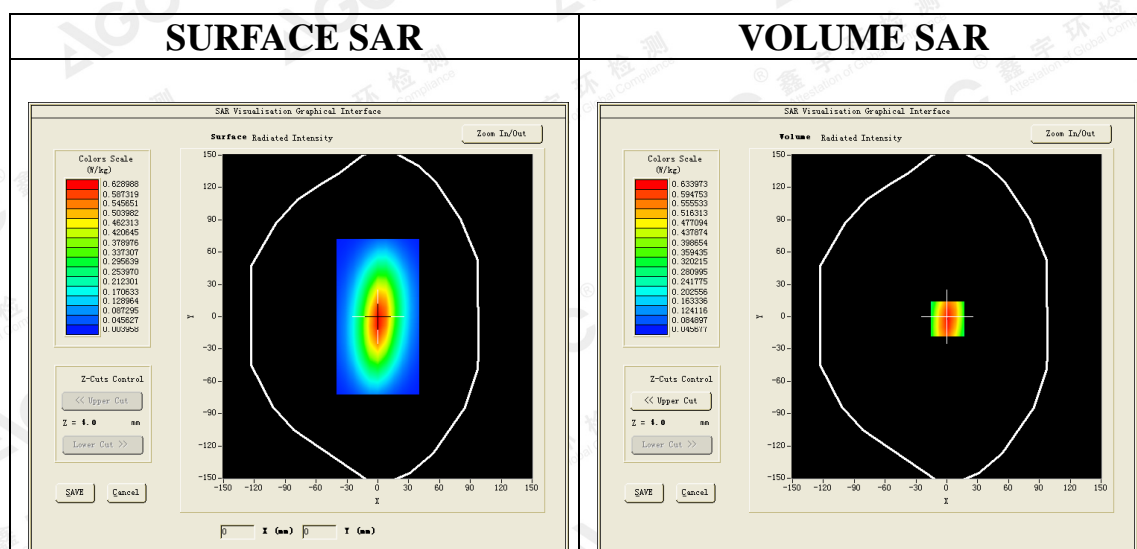 SURFACE SAR
VOLUME SAR
SAR Visualisation Graphical Interface
Surface Radiated Intensity
Zoom In/Out
Colors Scale
(W/kg)
0.628988
0.587319
0.545651
0.503982
0.462313
0.420645
0.378976
0.337307
0.295639
0.253970
0.212301
0.170633
0.128964
0.087295
0.045627
0.003958
150
120
90
60
30
0
-30
-60
-90
-120
-150
Y
-150 -120 -90 -60 -30 0 30 60 90 120 150
X
Z-Cuts Control
<< Upper Cut
Z = 4.0 mm
Lower Cut >>
SAVE Cancel
0 X (mm) 0 Y (mm)
SAR Visualisation Graphical Interface
Volume Radiated Intensity
Zoom In/Out
Colors Scale
(W/kg)
0.633973
0.594753
0.555533
0.516313
0.477094
0.437874
0.398654
0.359435
0.320215
0.280995
0.241775
0.202556
0.163336
0.124116
0.084897
0.045677
150
120
90
60
30
0
-30
-60
-90
-120
-150
Y
-150 -120 -90 -60 -30 0 30 60 90 120 150
X
Z-Cuts Control
<< Upper Cut
Z = 4.0 mm
Lower Cut >>
SAVE Cancel